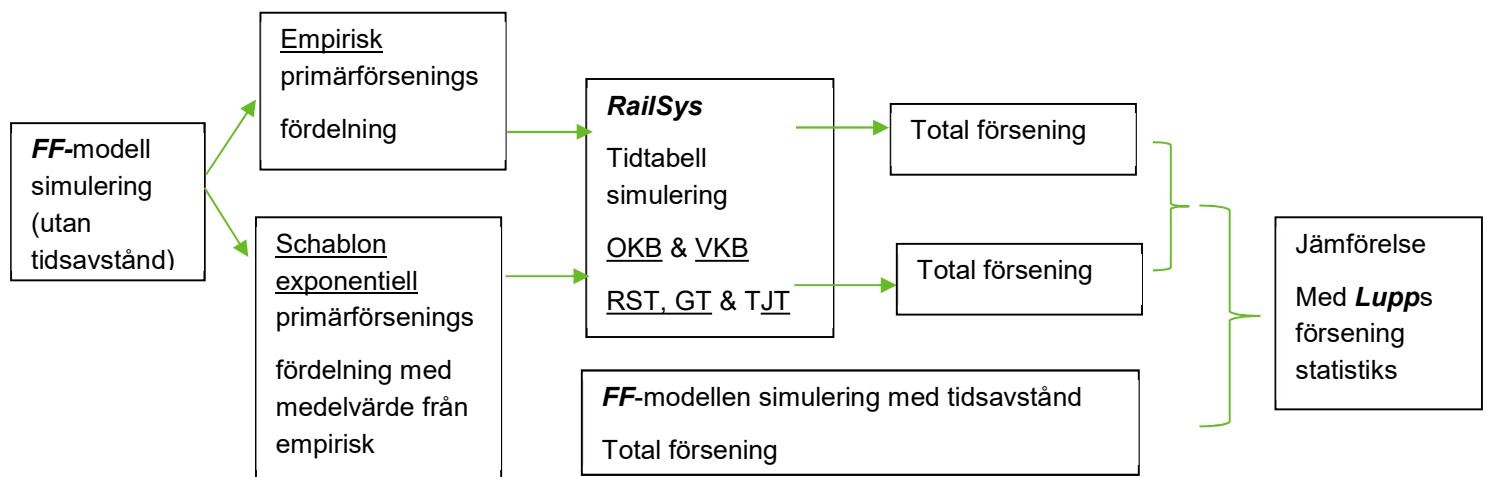 FF-modell
simulering
(utan
tidsavstånd)
Empirisk
primärförsenings
fördelning
Schablon
exponentiell
primärförsenings
fördelning med
medelvärde från
empirisk
RailSys
Tidtabell
simulering
OKB & VKB
RST, GT & TJT
Total försening
Total försening
FF-modellen simulering med tidsavstånd
Total försening
Jämförelse
Med Lupps
försening
statistiks